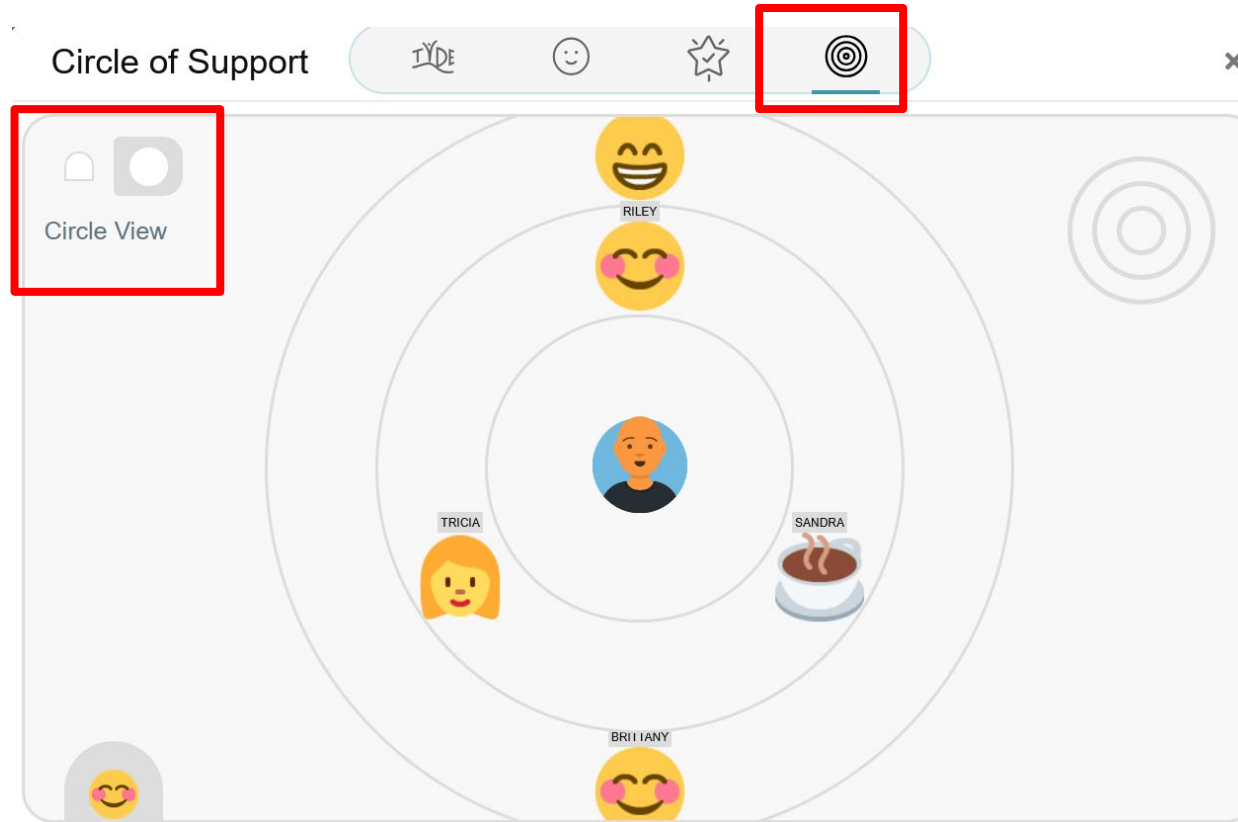 Circle of Support
TYDE
Circle View
RILEY
TRICIA
SANDRA
BRITTANY